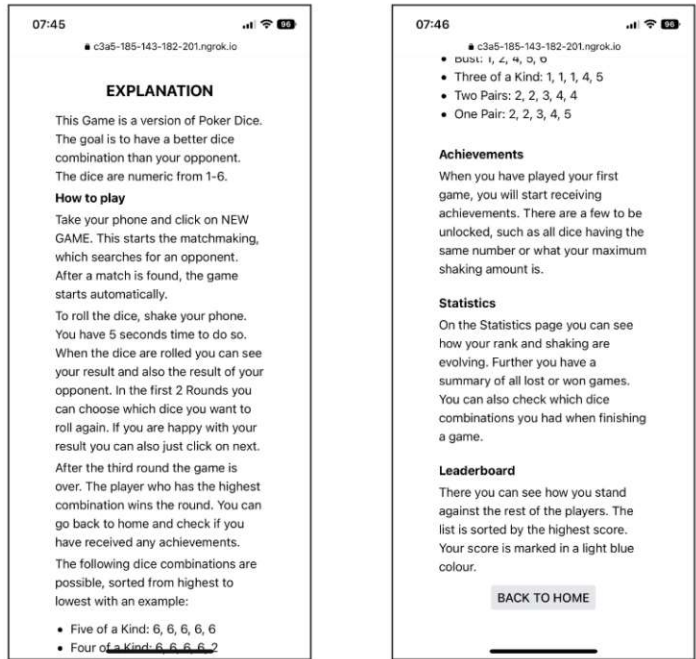 07:45
96
c3a5-185-143-182-201.ngrok.io
EXPLANATION
This Game is a version of Poker Dice.
The goal is to have a better dice
combination than your opponent.
The dice are numeric from 1-6.
How to play
Take your phone and click on NEW
GAME. This starts the matchmaking,
which searches for an opponent.
After a match is found, the game
starts automatically.
To roll the dice, shake your phone.
You have 5 seconds time to do so.
When the dice are rolled you can see
your result and also the result of your
opponent. In the first 2 Rounds you
can choose which dice you want to
roll again. If you are happy with your
result you can also just click on next.
After the third round the game is
over. The player who has the highest
combination wins the round. You can
go back to home and check if you
have received any achievements.
The following dice combinations are
possible, sorted from highest to
lowest with an example:
• Five of a Kind: 6, 6, 6, 6, 6
• Four of a Kind: 6, 6, 6, 6, 2
07:46
96
c3a5-185-143-182-201.ngrok.io
• Bust: 1, 2, 4, 5, 6
• Three of a Kind: 1, 1, 1, 4, 5
• Two Pairs: 2, 2, 3, 4, 4
• One Pair: 2, 2, 3, 4, 5
Achievements
When you have played your first
game, you will start receiving
achievements. There are a few to be
unlocked, such as all dice having the
same number or what your maximum
shaking amount is.
Statistics
On the Statistics page you can see
how your rank and shaking are
evolving. Further you have a
summary of all lost or won games.
You can also check which dice
combinations you had when finishing
a game.
Leaderboard
There you can see how you stand
against the rest of the players. The
list is sorted by the highest score.
Your score is marked in a light blue
colour.
BACK TO HOME